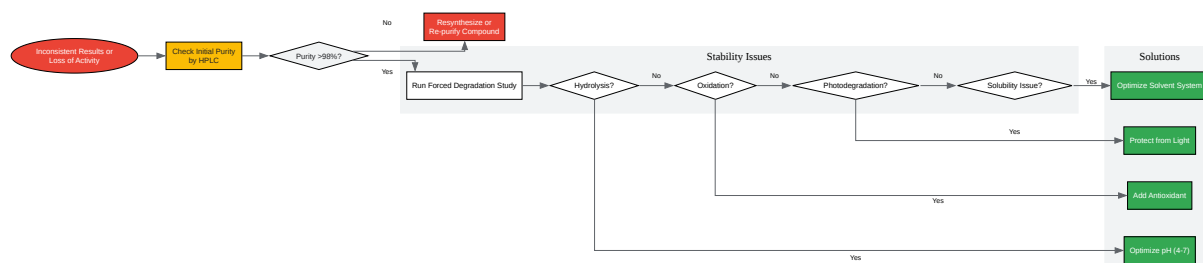 Inconsistent Results or
Loss of Activity
Check Initial Purity
by HPLC
Purity >98%?
No
Resynthesize or
Re-purify Compound
Yes
Stability Issues
Run Forced Degradation Study
Hydrolysis?
No
Oxidation?
No
Photodegradation?
No
Solubility Issue?
Yes
Solutions
Optimize Solvent System
Yes
Protect from Light
Yes
Add Antioxidant
Yes
Optimize pH (4-7)